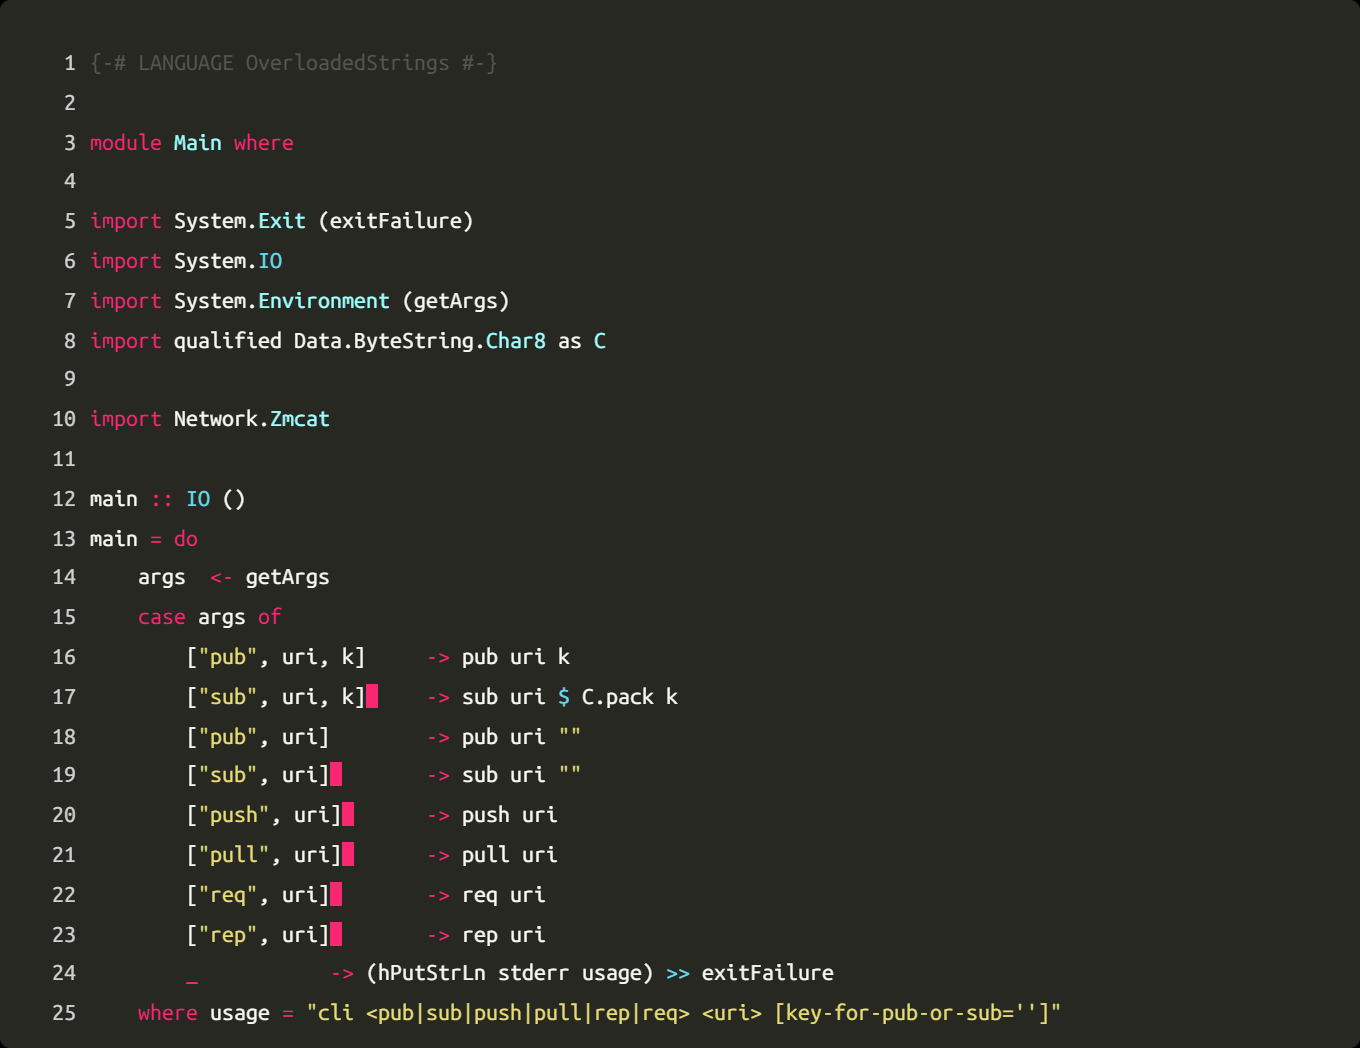 1 {-# LANGUAGE OverloadedStrings #-}
2
3 module Main where
4
5 import System.Exit (exitFailure)
6 import System.IO
7 import System.Environment (getArgs)
8 import qualified Data.ByteString.Char8 as C
9
10 import Network.Zmcat
11
12 main :: IO ()
13 main = do
14     args  <- getArgs
15     case args of
16         ["pub", uri, k]     -> pub uri k
17         ["sub", uri, k]     -> sub uri $ C.pack k
18         ["pub", uri]        -> pub uri ""
19         ["sub", uri]        -> sub uri ""
20         ["push", uri]       -> push uri
21         ["pull", uri]       -> pull uri
22         ["req", uri]        -> req uri
23         ["rep", uri]        -> rep uri
24         _           -> (hPutStrLn stderr usage) >> exitFailure
25     where usage = "cli <pub|sub|push|pull|rep|req> <uri> [key-for-pub-or-sub='']"